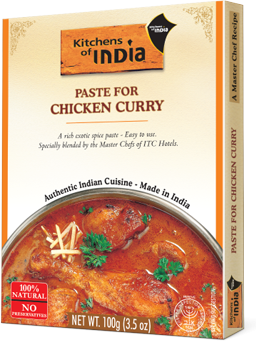 Kitchens
of INDIA
PASTE FOR
CHICKEN CURRY
A rich exotic spice paste - Easy to use.
Specially blended by the Master Chefs of ITC Hotels.
Authentic Indian Cuisine - Made in India
100%
NATURAL
NO
PRESERVATIVES
NET WT. 100g (3.5 oz)
A Master Chef Recipe
PASTE FOR CHICKEN CURRY
Kitchens
of INDIA